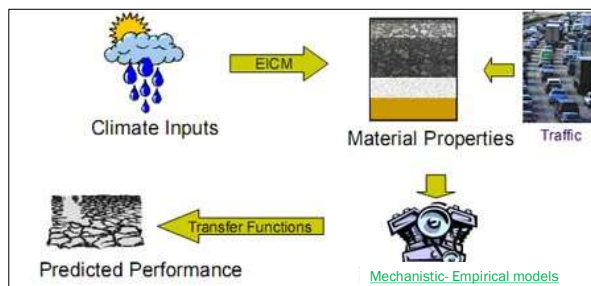 EICM
Climate Inputs
Material Properties
Traffic
Transfer Functions
Predicted Performance
Mechanistic- Empirical models